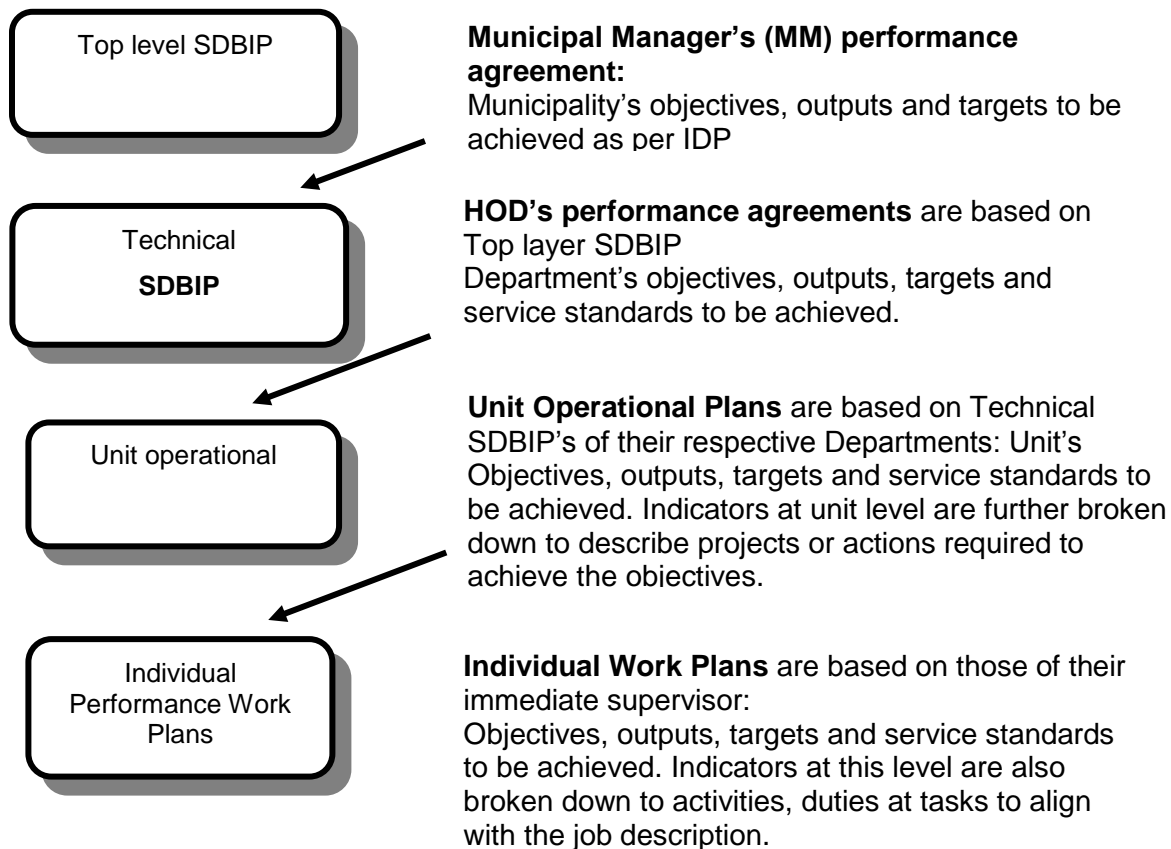 Top level SDBIP
Municipal Manager's (MM) performance
agreement:
Municipality's objectives, outputs and targets to be
achieved as per IDP
Technical
SDBIP
HOD's performance agreements are based on
Top layer SDBIP
Department's objectives, outputs, targets and
service standards to be achieved.
Unit operational
Unit Operational Plans are based on Technical
SDBIP's of their respective Departments: Unit's
Objectives, outputs, targets and service standards to
be achieved. Indicators at unit level are further broken
down to describe projects or actions required to
achieve the objectives.
Individual
Performance Work
Plans
Individual Work Plans are based on those of their
immediate supervisor:
Objectives, outputs, targets and service standards
to be achieved. Indicators at this level are also
broken down to activities, duties at tasks to align
with the job description.